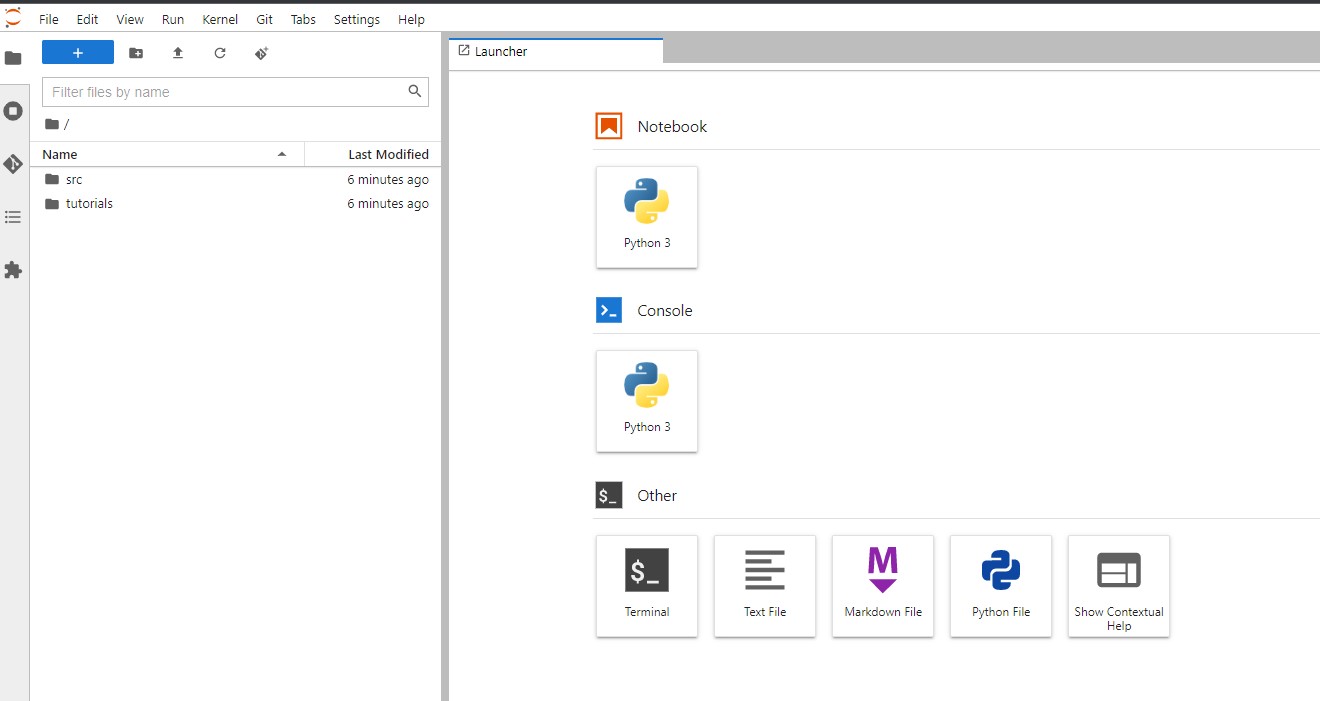 File Edit View Run Kernel Git Tabs Settings Help
+
Filter files by name
/
Name Last Modified
src 6 minutes ago
tutorials 6 minutes ago
Launcher
Notebook
Python 3
>_ Console
Python 3
$_ Other
$_
Terminal
Text File
M
Markdown File
Python File
Show Contextual
Help